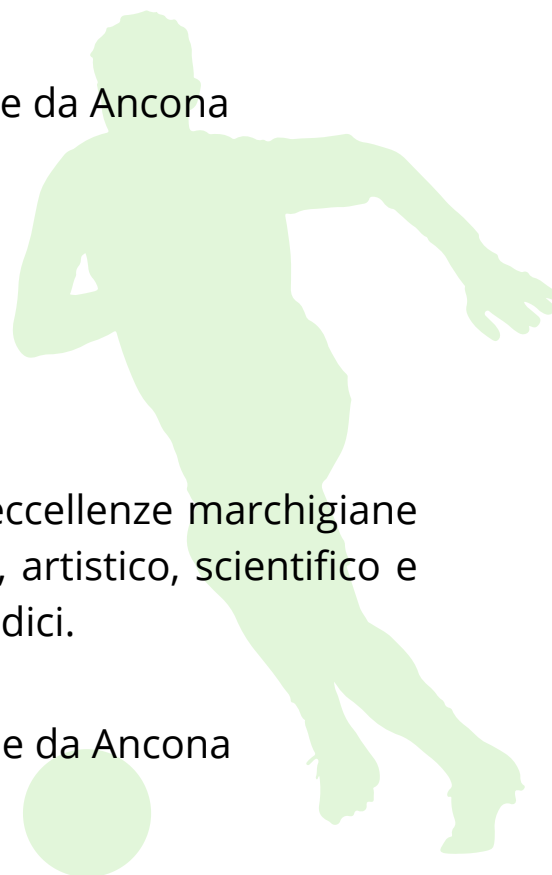 e da Ancona
eccellenze marchigiane
, artistico, scientifico e
dici.
e da Ancona